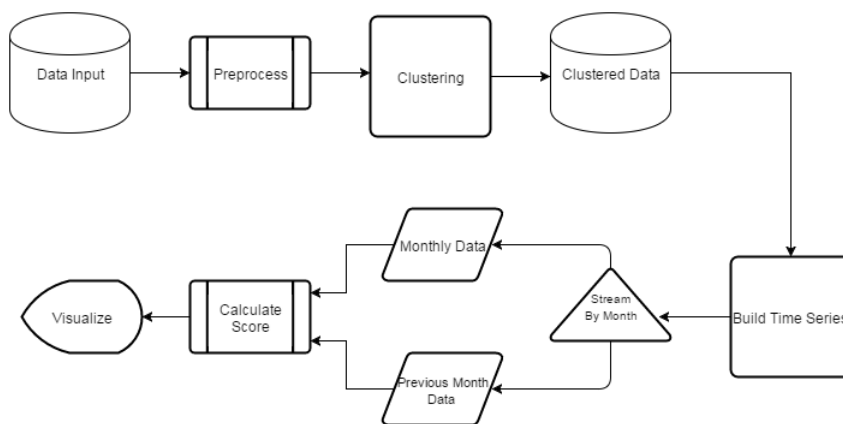 Data Input
Preprocess
Clustering
Clustered Data
Build Time Series
Stream
By Month
Monthly Data
Previous Month
Data
Calculate
Score
Visualize